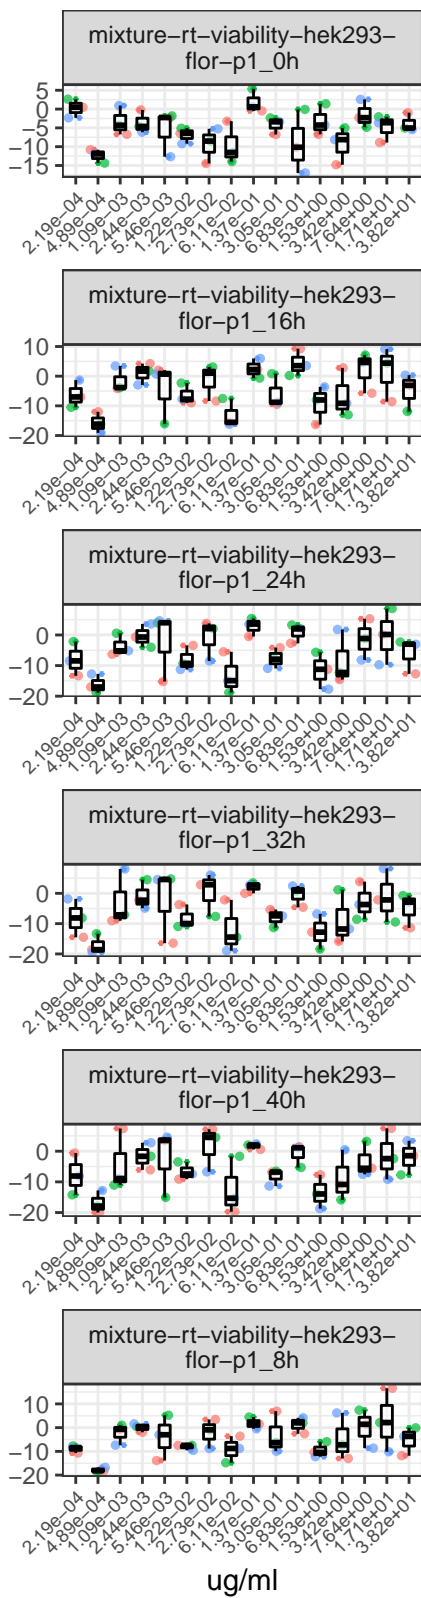 mixture−rt−viability−hek293−
flor−p1_0h
5
0
−5
−10
−15
2.19e−04
4.89e−04
1.09e−03
2.44e−03
5.46e−03
1.22e−02
2.73e−02
6.11e−02
1.37e−01
3.05e−01
6.83e−01
1.53e+00
3.42e+00
7.64e+00
1.71e+01
3.82e+01
mixture−rt−viability−hek293−
flor−p1_16h
10
0
−10
−20
2.19e−04
4.89e−04
1.09e−03
2.44e−03
5.46e−03
1.22e−02
2.73e−02
6.11e−02
1.37e−01
3.05e−01
6.83e−01
1.53e+00
3.42e+00
7.64e+00
1.71e+01
3.82e+01
mixture−rt−viability−hek293−
flor−p1_24h
0
−10
−20
2.19e−04
4.89e−04
1.09e−03
2.44e−03
5.46e−03
1.22e−02
2.73e−02
6.11e−02
1.37e−01
3.05e−01
6.83e−01
1.53e+00
3.42e+00
7.64e+00
1.71e+01
3.82e+01
mixture−rt−viability−hek293−
flor−p1_32h
0
−10
−20
2.19e−04
4.89e−04
1.09e−03
2.44e−03
5.46e−03
1.22e−02
2.73e−02
6.11e−02
1.37e−01
3.05e−01
6.83e−01
1.53e+00
3.42e+00
7.64e+00
1.71e+01
3.82e+01
mixture−rt−viability−hek293−
flor−p1_40h
0
−10
−20
2.19e−04
4.89e−04
1.09e−03
2.44e−03
5.46e−03
1.22e−02
2.73e−02
6.11e−02
1.37e−01
3.05e−01
6.83e−01
1.53e+00
3.42e+00
7.64e+00
1.71e+01
3.82e+01
mixture−rt−viability−hek293−
flor−p1_8h
10
0
−10
−20
2.19e−04
4.89e−04
1.09e−03
2.44e−03
5.46e−03
1.22e−02
2.73e−02
6.11e−02
1.37e−01
3.05e−01
6.83e−01
1.53e+00
3.42e+00
7.64e+00
1.71e+01
3.82e+01
ug/ml